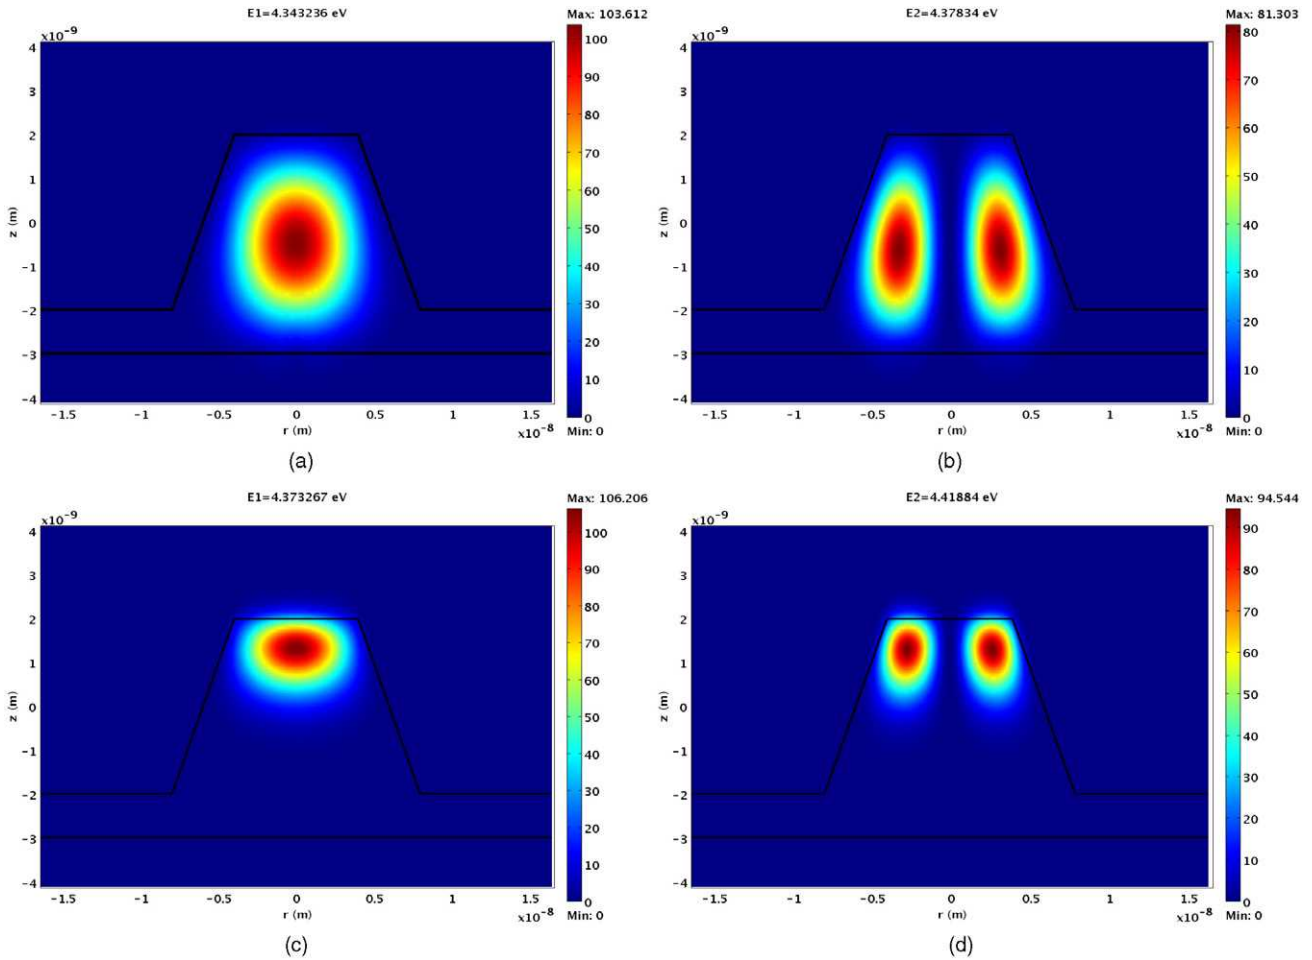 E1=4.343236 eV
Max: 103.612
x10⁻⁹
4
3
2
1
0
−1
−2
−3
−4
z (m)
−1.5 −1 −0.5 0 0.5 1 1.5
r (m)
x10⁻⁸
100
90
80
70
60
50
40
30
20
10
0
Min: 0
(a)
E2=4.37834 eV
Max: 81.303
x10⁻⁹
4
3
2
1
0
−1
−2
−3
−4
z (m)
−1.5 −1 −0.5 0 0.5 1 1.5
r (m)
x10⁻⁸
80
70
60
50
40
30
20
10
0
Min: 0
(b)
E1=4.373267 eV
Max: 106.206
x10⁻⁹
4
3
2
1
0
−1
−2
−3
−4
z (m)
−1.5 −1 −0.5 0 0.5 1 1.5
r (m)
x10⁻⁸
100
90
80
70
60
50
40
30
20
10
0
Min: 0
(c)
E2=4.41884 eV
Max: 94.544
x10⁻⁹
4
3
2
1
0
−1
−2
−3
−4
z (m)
−1.5 −1 −0.5 0 0.5 1 1.5
r (m)
x10⁻⁸
90
80
70
60
50
40
30
20
10
0
Min: 0
(d)